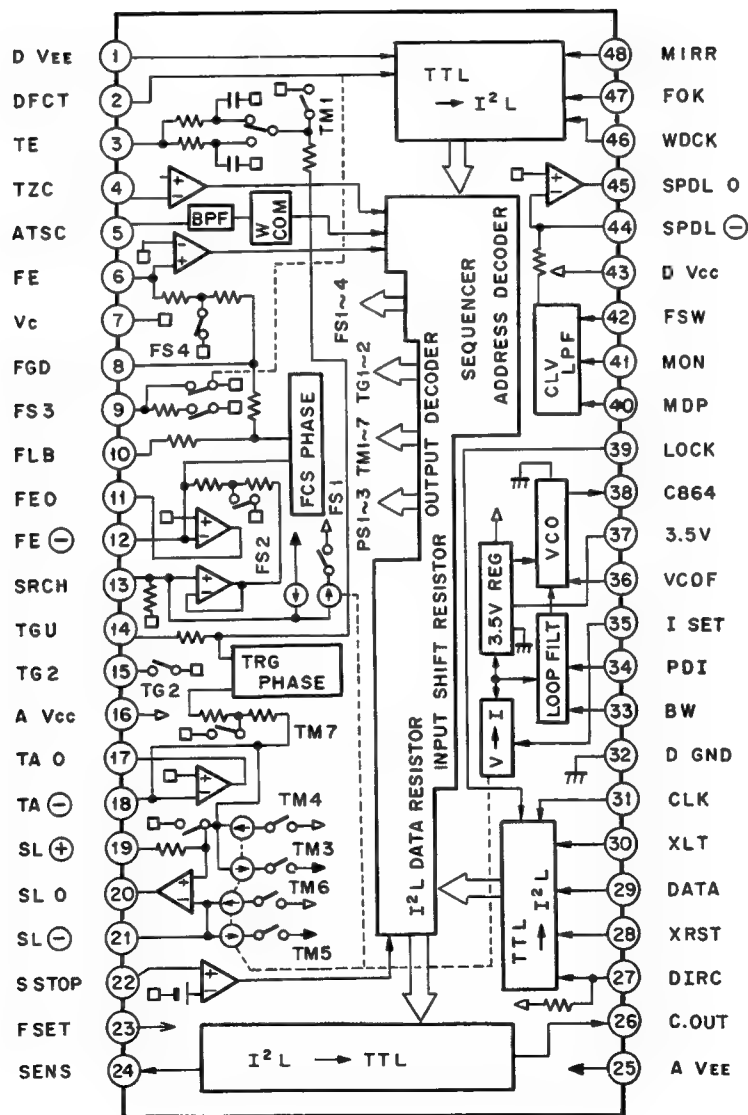 D VEE 1
DFCT 2
TE 3
TZC 4
ATSC 5
FE 6
Vc 7
FGD 8
FS3 9
FLB 10
FEO 11
FE ⊖ 12
SRCH 13
TGU 14
TG2 15
A Vcc 16
TA O 17
TA ⊖ 18
SL ⊕ 19
SL O 20
SL ⊖ 21
SSTOP 22
FSET 23
SENS 24
TM1
BPF
W COM
FS4
FCS PHASE
FS1
FS2
TG2
TRG PHASE
TM7
TM4
TM3
TM6
TM5
TTL → I²L
FS1~4
TG1~2
TM1~7
PS1~3
OUTPUT DECODER
SEQUENCER
ADDRESS DECODER
I²L DATA RESISTOR
INPUT SHIFT RESISTOR
CLV LPF
VCO
3.5V REG
LOOP FILT
V → I
TTL → I²L
I²L → TTL
48 MIRR
47 FOK
46 WDCK
45 SPDL O
44 SPDL ⊖
43 D Vcc
42 FSW
41 MON
40 MDP
39 LOCK
38 C864
37 3.5V
36 VCOF
35 I SET
34 PDI
33 BW
32 D GND
31 CLK
30 XLT
29 DATA
28 XRST
27 DIRC
26 C.OUT
25 A VEE